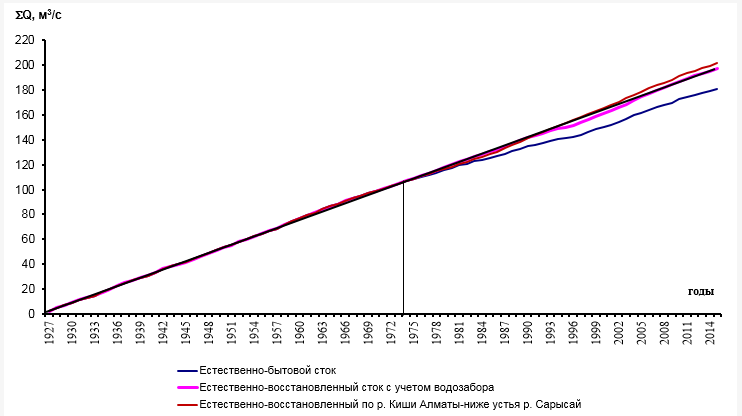 ΣQ, м³/с
220
200
180
160
140
120
100
80
60
40
20
0
годы
1927 1930 1933 1936 1939 1942 1945 1948 1951 1954 1957 1960 1963 1966 1969 1972 1975 1978 1981 1984 1987 1990 1993 1996 1999 2002 2005 2008 2011 2014
Естественно-бытовой сток
Естественно-восстановленный сток с учетом водозабора
Естественно-восстановленный по р. Киши Алматы-ниже устья р. Сарысай